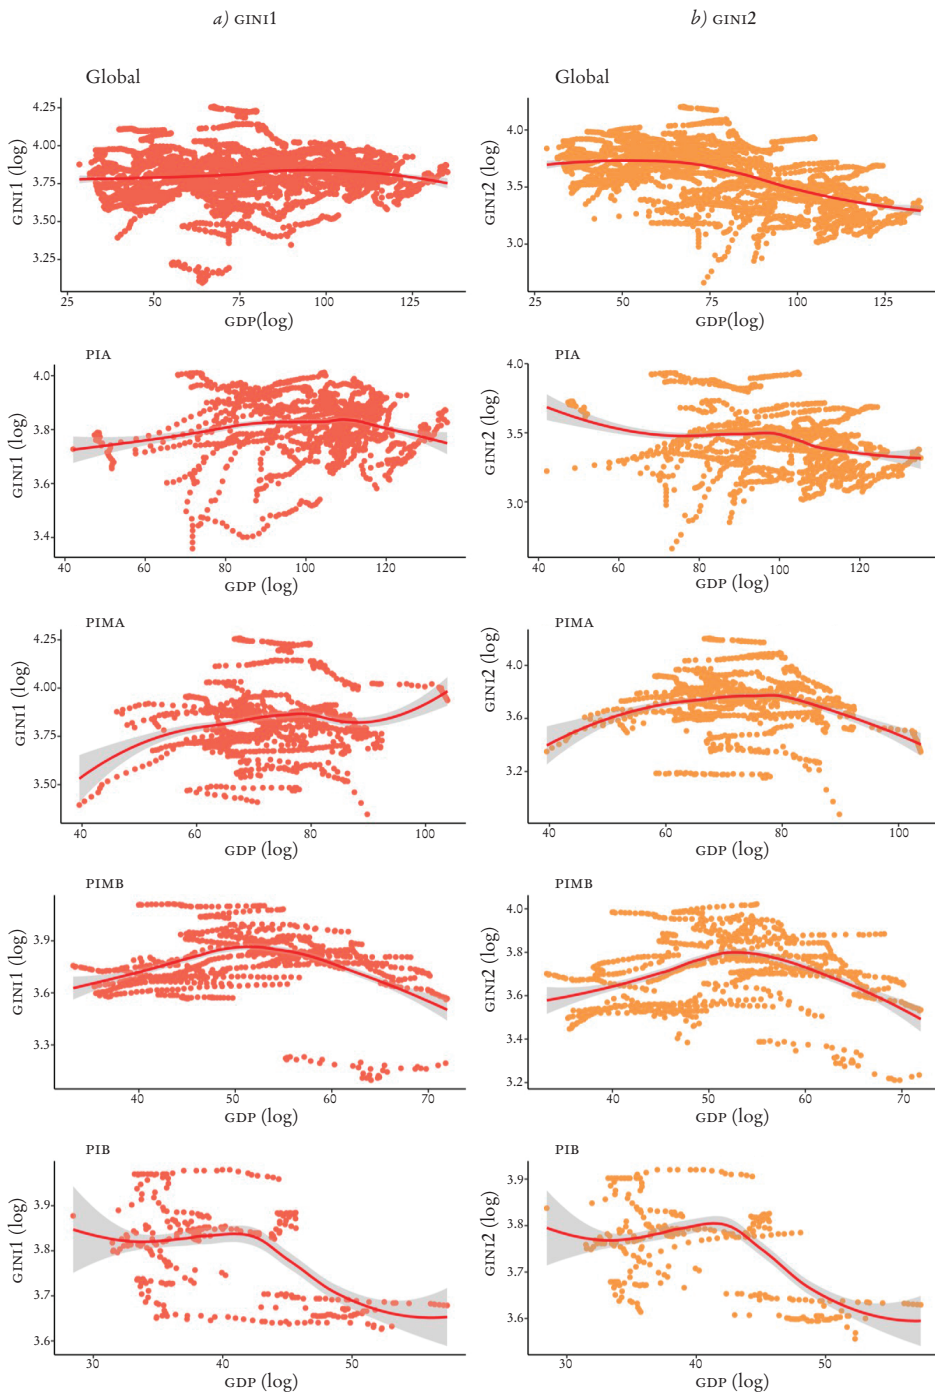 a) GINI1
b) GINI2
Global
GINI1 (log)
4.25
4.00
3.75
3.50
3.25
25
50
75
100
125
GDP(log)
Global
GINI2 (log)
4.0
3.5
3.0
25
50
75
100
125
GDP(log)
PIA
GINI1 (log)
4.0
3.8
3.6
3.4
40
60
80
100
120
GDP (log)
PIA
GINI2 (log)
4.0
3.5
3.0
40
60
80
100
120
GDP (log)
PIMA
GINI1 (log)
4.25
4.00
3.75
3.50
40
60
80
100
GDP (log)
PIMA
GINI2 (log)
4.0
3.6
3.2
40
60
80
100
GDP (log)
PIMB
GINI1 (log)
3.9
3.6
3.3
40
50
60
70
GDP (log)
PIMB
GINI2 (log)
4.0
3.8
3.6
3.4
3.2
40
50
60
70
GDP (log)
PIB
GINI1 (log)
3.9
3.8
3.7
3.6
30
40
50
GDP (log)
PIB
GINI2 (log)
3.9
3.8
3.7
3.6
30
40
50
GDP (log)